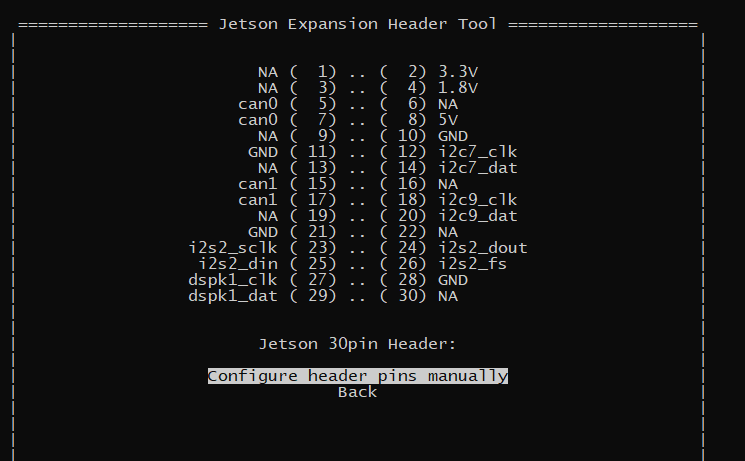 =================== Jetson Expansion Header Tool ===================
NA ( 1) .. ( 2) 3.3V
NA ( 3) .. ( 4) 1.8V
can0 ( 5) .. ( 6) NA
can0 ( 7) .. ( 8) 5V
NA ( 9) .. ( 10) GND
GND ( 11) .. ( 12) i2c7_clk
NA ( 13) .. ( 14) i2c7_dat
can1 ( 15) .. ( 16) NA
can1 ( 17) .. ( 18) i2c9_clk
NA ( 19) .. ( 20) i2c9_dat
GND ( 21) .. ( 22) NA
i2s2_sclk ( 23) .. ( 24) i2s2_dout
i2s2_din ( 25) .. ( 26) i2s2_fs
dspk1_clk ( 27) .. ( 28) GND
dspk1_dat ( 29) .. ( 30) NA
Jetson 30pin Header:
Configure header pins manually
Back